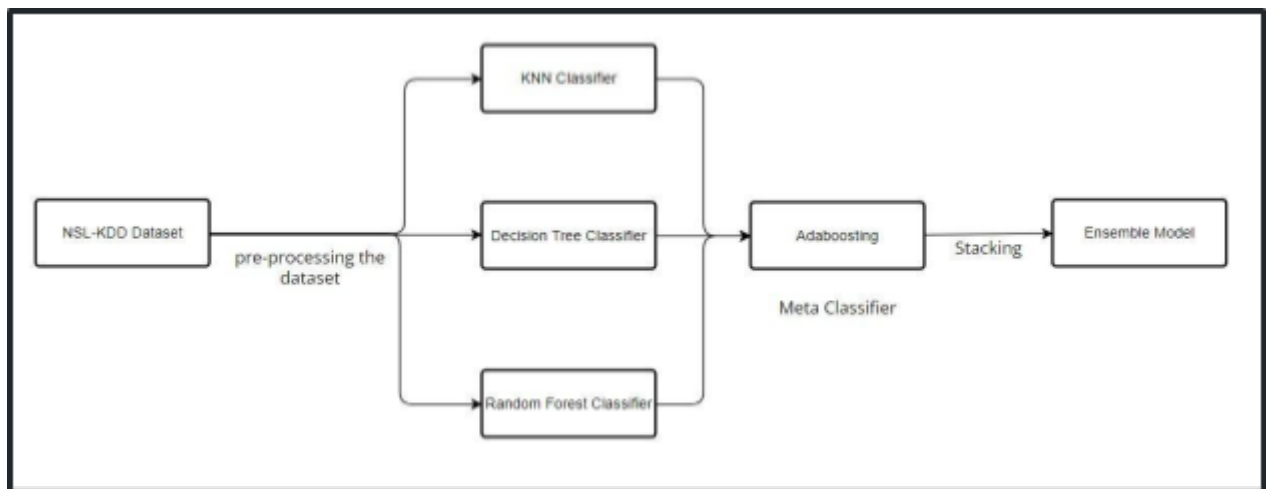 KNN Classifier
NSL-KDD Dataset
pre-processing the
dataset
Decision Tree Classifier
Adaboosting
Stacking
Ensemble Model
Meta Classifier
Random Forest Classifier